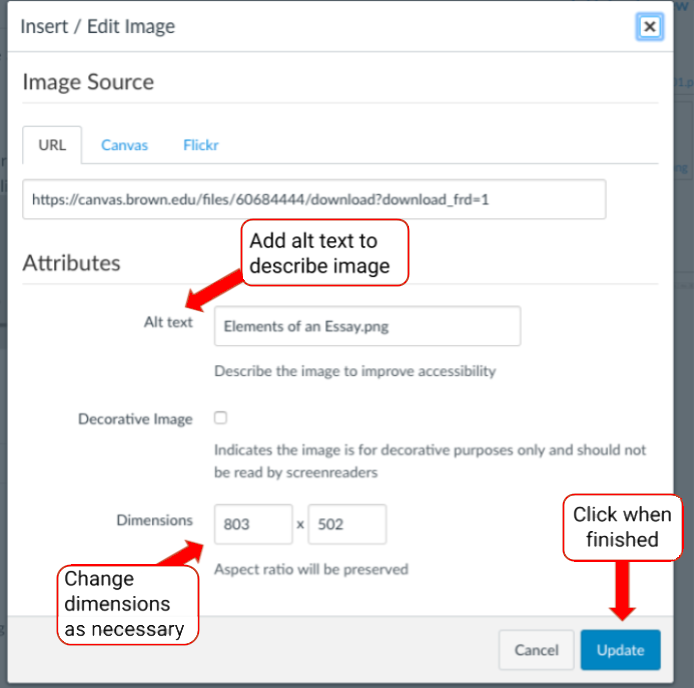 Insert / Edit Image
Image Source
URL Canvas Flickr
https://canvas.brown.edu/files/60684444/download?download_frd=1
Add alt text to
describe image
Attributes
Alt text Elements of an Essay.png
Describe the image to improve accessibility
Decorative Image
Indicates the image is for decorative purposes only and should not
be read by screenreaders
Dimensions 803 x 502
Aspect ratio will be preserved
Change
dimensions
as necessary
Click when
finished
Cancel Update